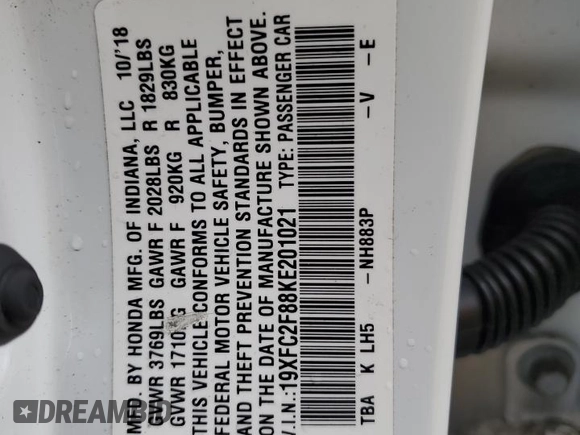 MFD. BY HONDA MFG. OF INDIANA, LLC 10/'18
GVWR 3769LBS GAWR F 2028LBS R 1829LBS
GVWR 1710KG GAWR F 920KG R 830KG
THIS VEHICLE CONFORMS TO ALL APPLICABLE
FEDERAL MOTOR VEHICLE SAFETY, BUMPER,
AND THEFT PREVENTION STANDARDS IN EFFECT
ON THE DATE OF MANUFACTURE SHOWN ABOVE.
V.I.N.:19XFC2F88KE201021 TYPE: PASSENGER CAR
TBA K LH5 -NH883P -V -E
DREAMBID